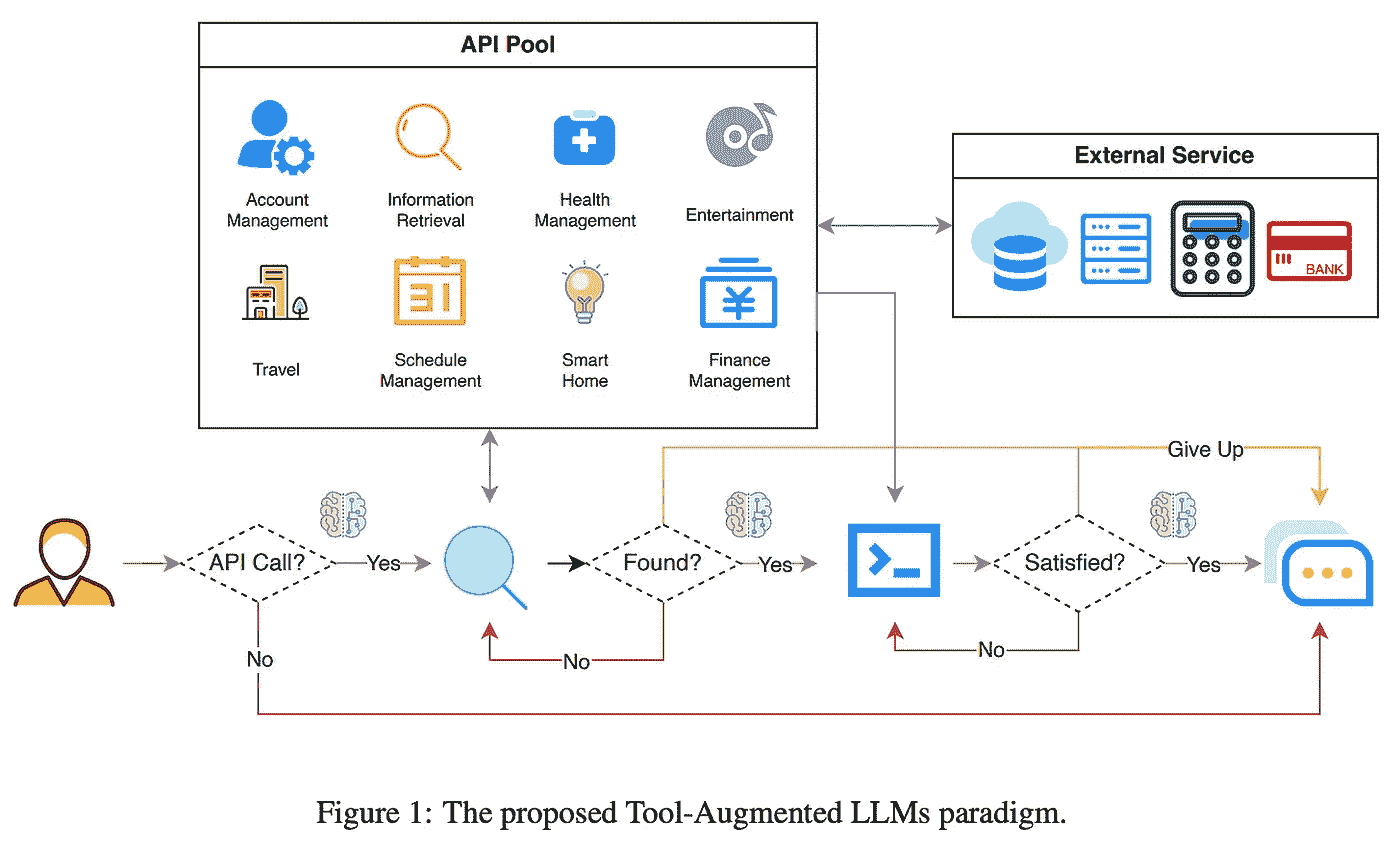 API Pool
Account
Management
Information
Retrieval
Health
Management
Entertainment
Travel
31
Schedule
Management
Smart
Home
¥
Finance
Management
External Service
BANK
Give Up
API Call?
Yes
Found?
Yes
>_
Satisfied?
Yes
No
No
No
Figure 1: The proposed Tool-Augmented LLMs paradigm.